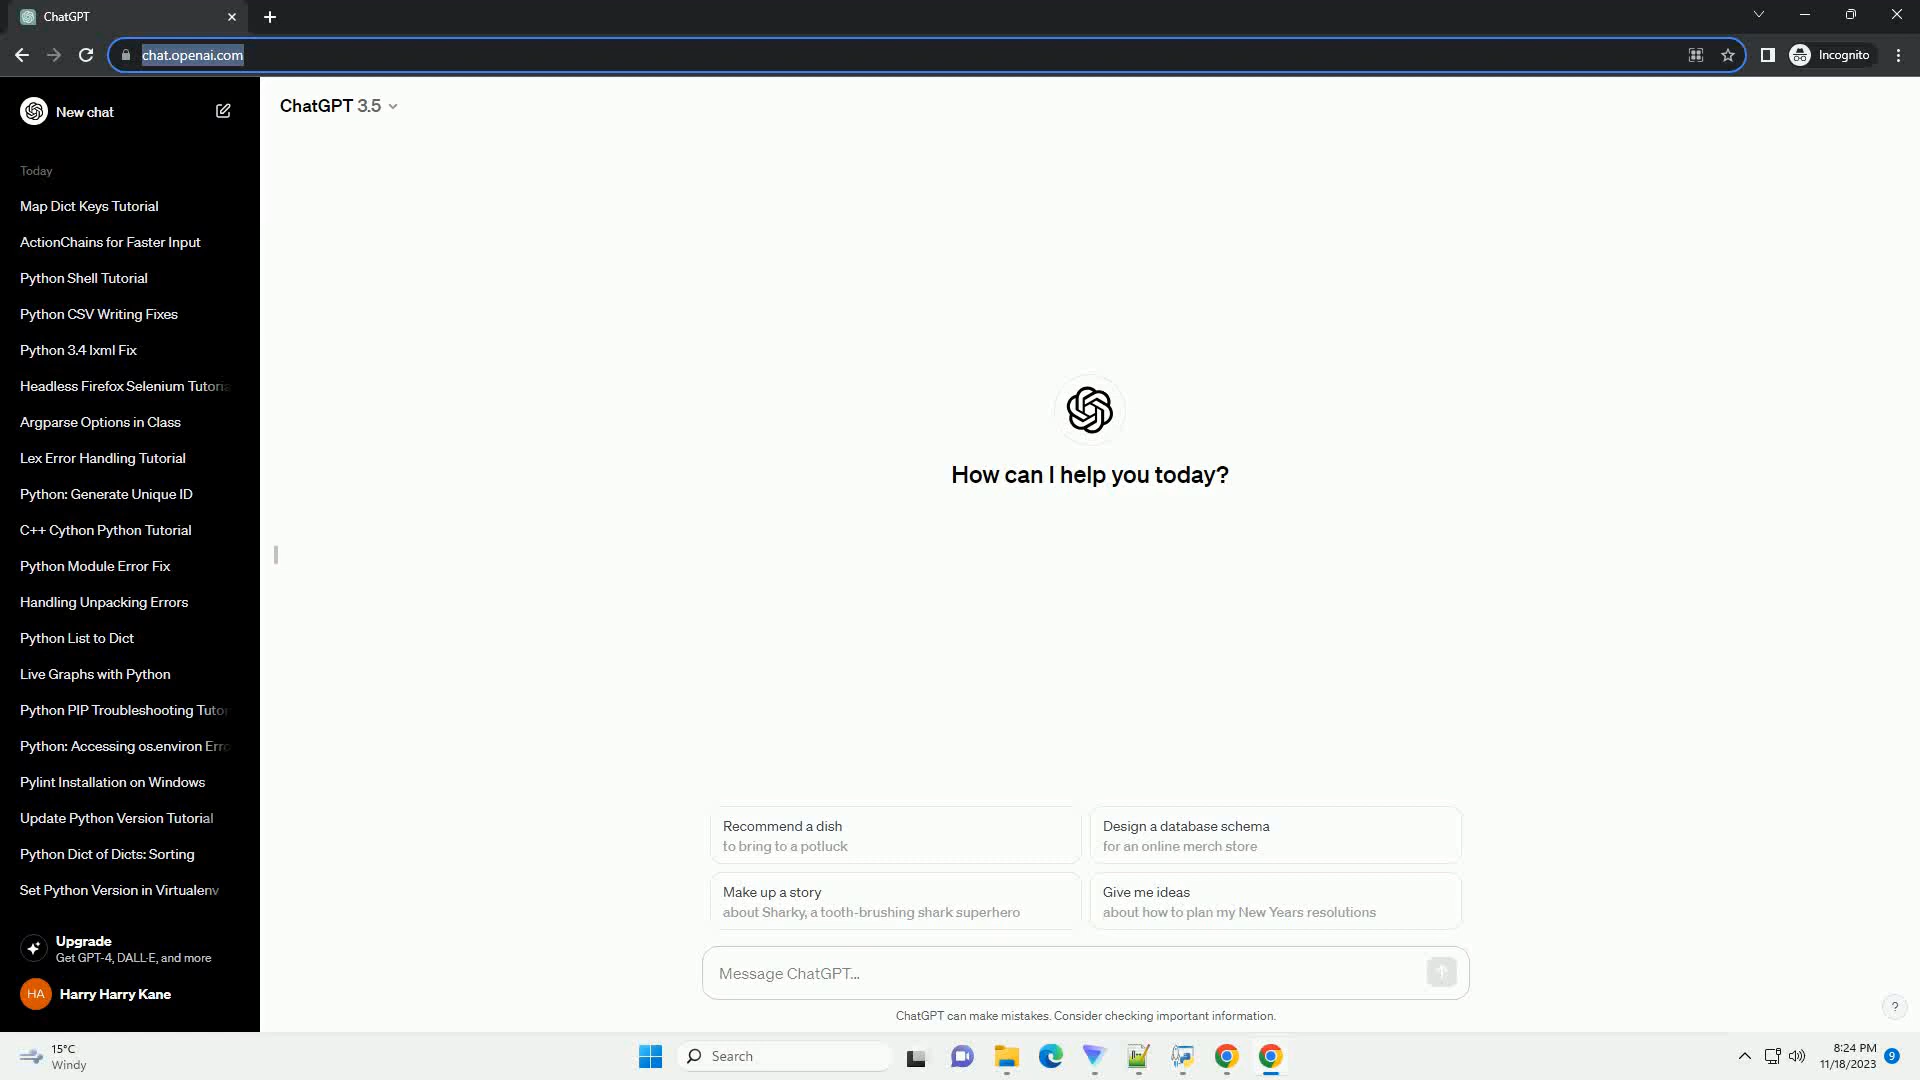 ChatGPT
chat.openai.com
Incognito
New chat
ChatGPT 3.5
Today
Map Dict Keys Tutorial
ActionChains for Faster Input
Python Shell Tutorial
Python CSV Writing Fixes
Python 3.4 lxml Fix
Headless Firefox Selenium Tutoria
Argparse Options in Class
Lex Error Handling Tutorial
Python: Generate Unique ID
C++ Cython Python Tutorial
Python Module Error Fix
Handling Unpacking Errors
Python List to Dict
Live Graphs with Python
Python PIP Troubleshooting Tutor
Python: Accessing os.environ Erro
Pylint Installation on Windows
Update Python Version Tutorial
Python Dict of Dicts: Sorting
Set Python Version in Virtualenv
Upgrade
Get GPT-4, DALL·E, and more
HA
Harry Harry Kane
How can I help you today?
Recommend a dish
to bring to a potluck
Design a database schema
for an online merch store
Make up a story
about Sharky, a tooth-brushing shark superhero
Give me ideas
about how to plan my New Years resolutions
Message ChatGPT...
ChatGPT can make mistakes. Consider checking important information.
?
15°C
Windy
Search
8:24 PM
11/18/2023
9